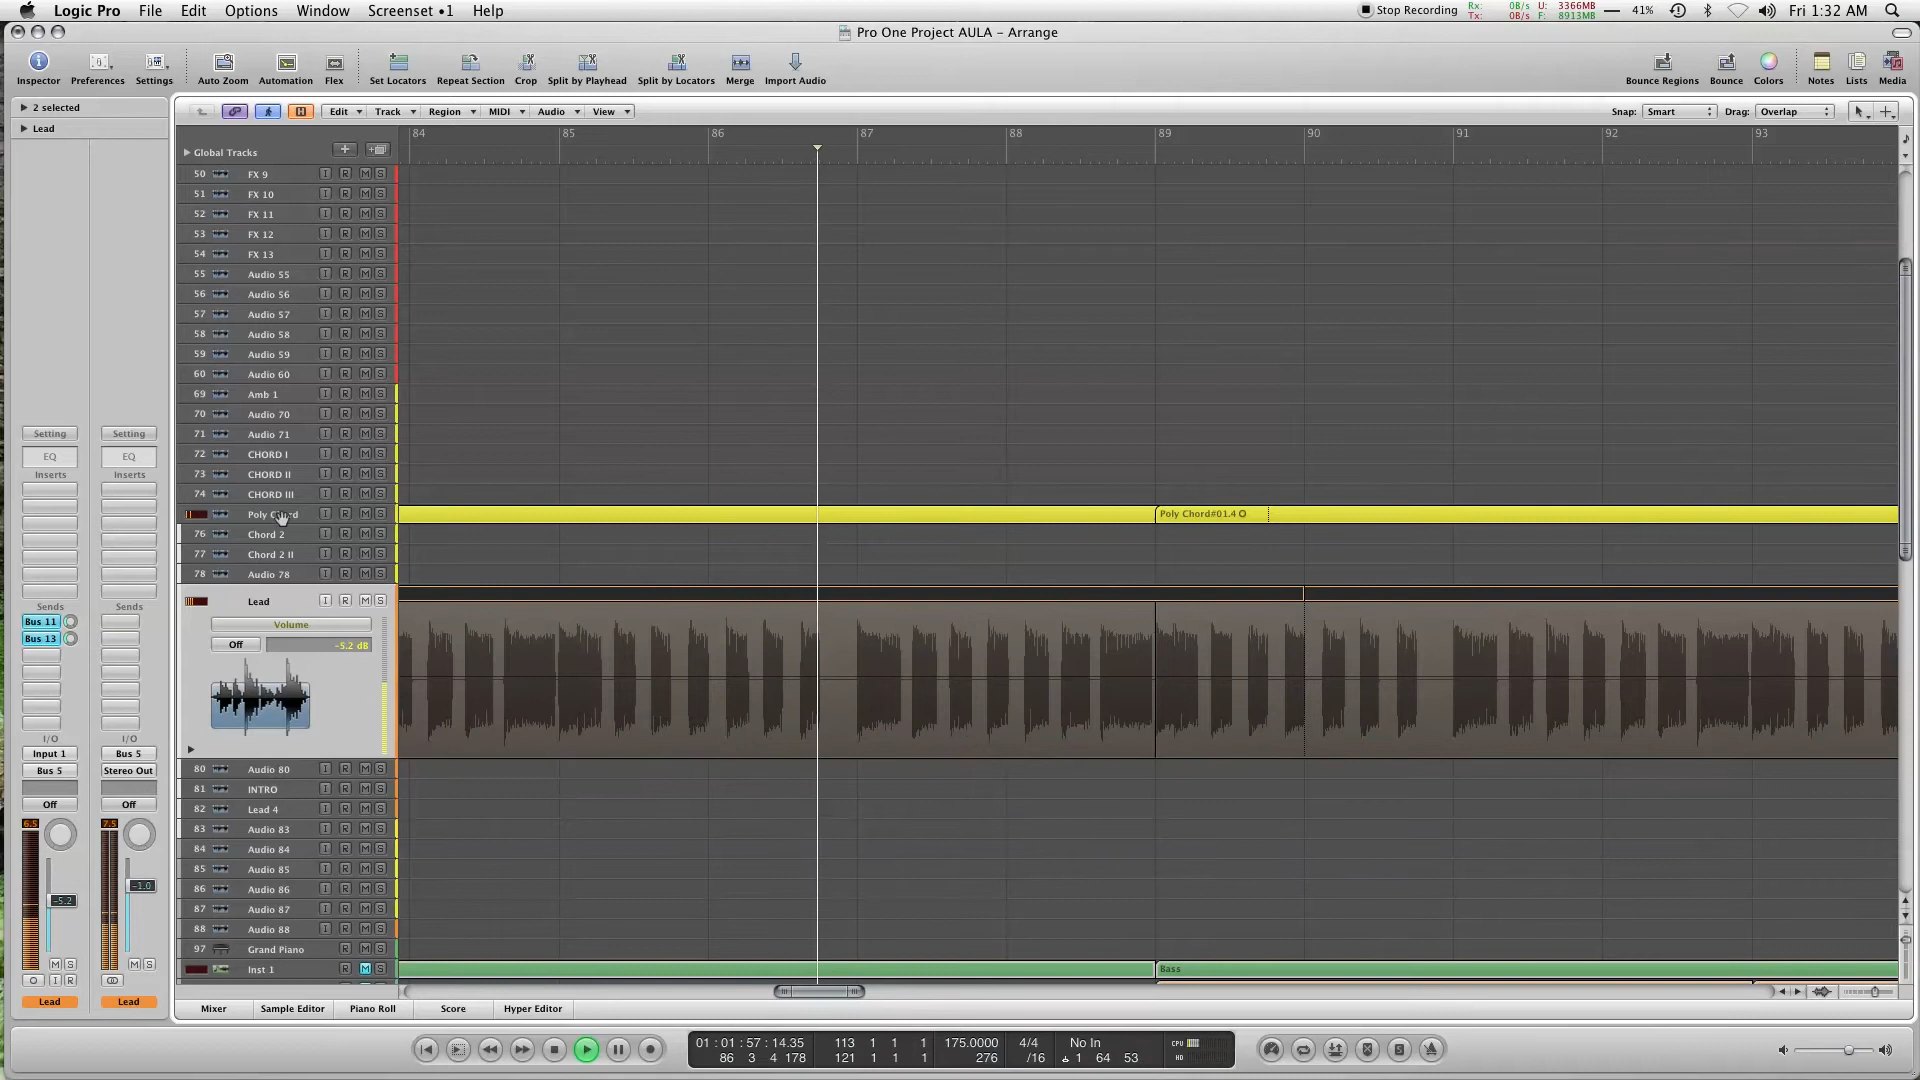 Logic Pro File Edit Options Window Screenset •1 Help
Stop Recording Rx: 0B/s U: 3366MB 41% Fri 1:32 AM
Tx: 0B/s F: 8913MB
Pro One Project AULA – Arrange
Inspector Preferences Settings Auto Zoom Automation Flex Set Locators Repeat Section Crop Split by Playhead Split by Locators Merge Import Audio Bounce Regions Bounce Colors Notes Lists Media
2 selected
Edit Track Region MIDI Audio View Snap: Smart Drag: Overlap
Lead
84 85 86 87 88 89 90 91 92 93
Global Tracks
50 FX 9 I R M S
51 FX 10 I R M S
52 FX 11 I R M S
53 FX 12 I R M S
54 FX 13 I R M S
55 Audio 55 I R M S
56 Audio 56 I R M S
57 Audio 57 I R M S
58 Audio 58 I R M S
59 Audio 59 I R M S
60 Audio 60 I R M S
69 Amb 1 I R M S
70 Audio 70 I R M S
71 Audio 71 I R M S
72 CHORD I I R M S
73 CHORD II I R M S
74 CHORD III I R M S
Poly Chord I R M S Poly Chord#01.4
76 Chord 2 I R M S
77 Chord 2 II I R M S
78 Audio 78 I R M S
Lead I R M S
Volume
Off -5.2 dB
80 Audio 80 I R M S
81 INTRO I R M S
82 Lead 4 I R M S
83 Audio 83 I R M S
84 Audio 84 I R M S
85 Audio 85 I R M S
86 Audio 86 I R M S
87 Audio 87 I R M S
88 Audio 88 I R M S
97 Grand Piano R M S
Inst 1 R M S Bass
Setting Setting
EQ EQ
Inserts Inserts
Sends Sends
Bus 11
Bus 13
I/O I/O
Input 1 Bus 5
Bus 5 Stereo Out
Off Off
6.5 7.5
-5.2 -1.0
M S M S
I R
Lead Lead
Mixer Sample Editor Piano Roll Score Hyper Editor
01 : 01 : 57 : 14.35 113 1 1 1 175.0000 4/4 No In CPU
86 3 4 178 121 1 1 1 276 /16 1 64 53 HD